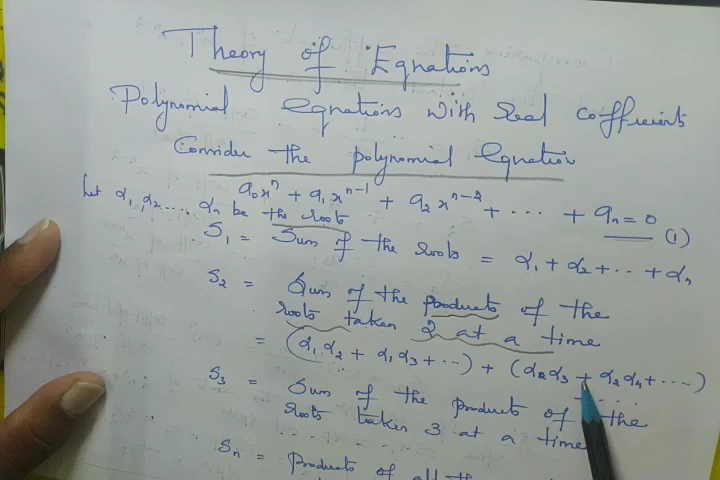 Theory of Equations
Polynomial equations with real coefficients
Consider the polynomial equation
a₀xⁿ + a₁xⁿ⁻¹ + a₂xⁿ⁻² + ... + aₙ = 0 (1)
let α₁, α₂, .... αₙ be the roots
S₁ = Sum of the roots = α₁ + α₂ + .. + αₙ
S₂ = Sum of the products of the
roots taken 2 at a time
= (α₁α₂ + α₁α₃ + ...) + (α₂α₃ + α₂α₄ + ....)
S₃ = Sum of the products of the
roots taken 3 at a time
Sₙ = products of all the